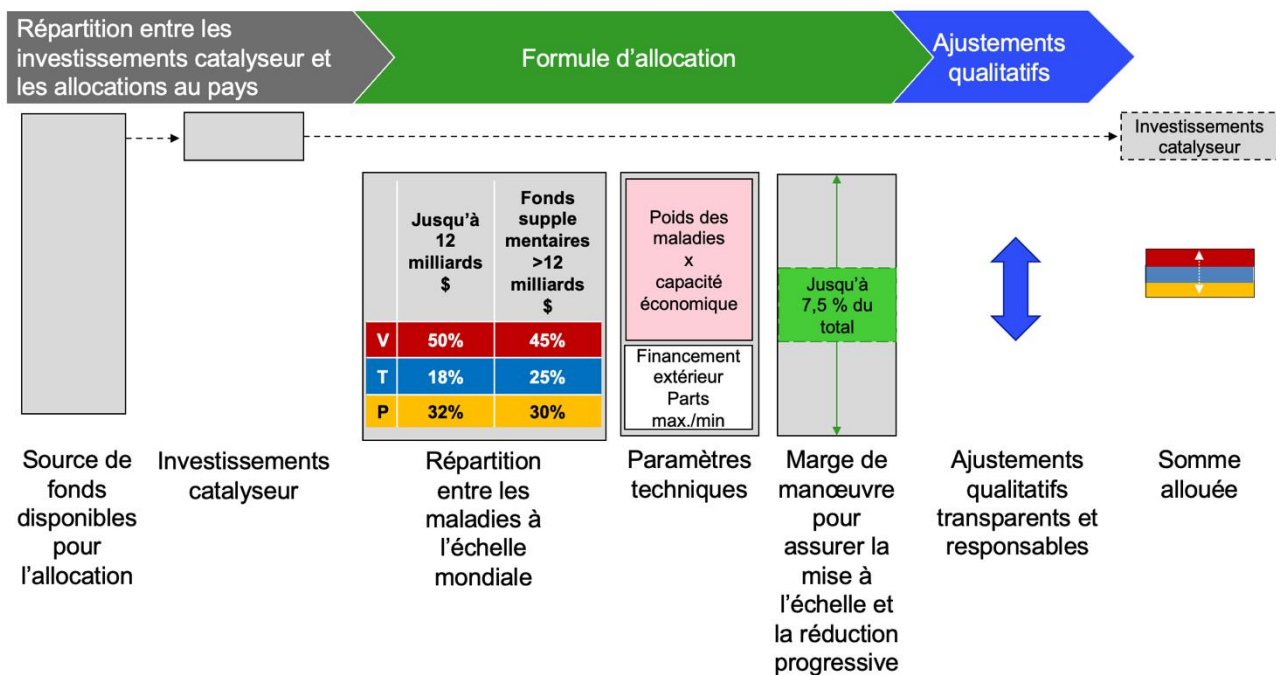 Répartition entre les
investissements catalyseur et
les allocations au pays
Formule d'allocation
Ajustements
qualitatifs
Investissements
catalyseur
Jusqu'à
12
milliards
$
Fonds
supple
mentaires
>12
milliards
$
V 50% 45%
T 18% 25%
P 32% 30%
Poids des
maladies
x
capacité
économique
Financement
extérieur
Parts
max./min
Jusqu'à
7,5 % du
total
Source de
fonds
disponibles
pour
l'allocation
Investissements
catalyseur
Répartition
entre les
maladies à
l'échelle
mondiale
Paramètres
techniques
Marge de
manœuvre
pour
assurer la
mise à
l'échelle et
la réduction
progressive
Ajustements
qualitatifs
transparents et
responsables
Somme
allouée